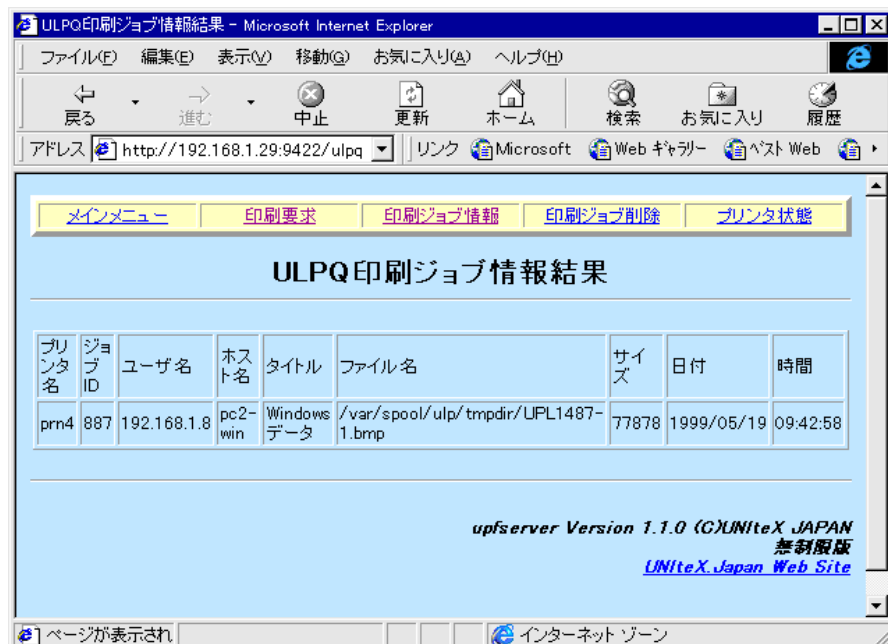 ULPQ印刷ジョブ情報結果 - Microsoft Internet Explorer
ファイル(F) 編集(E) 表示(V) 移動(G) お気に入り(A) ヘルプ(H)
戻る 進む 中止 更新 ホーム 検索 お気に入り 履歴
アドレス http://192.168.1.29:9422/ulpq リンク Microsoft Web ギャラリー ベスト Web
メインメニュー 印刷要求 印刷ジョブ情報 印刷ジョブ削除 プリンタ状態
ULPQ印刷ジョブ情報結果
プリンタ名 ジョブID ユーザ名 ホスト名 タイトル ファイル名 サイズ 日付 時間
prn4 887 192.168.1.8 pc2-win Windowsデータ /var/spool/ulp/tmpdir/UPL1487-1.bmp 77878 1999/05/19 09:42:58
upfserver Version 1.1.0 (C)UNIteX JAPAN
無制限版
UNIteX.Japan Web Site
ページが表示され インターネット ゾーン